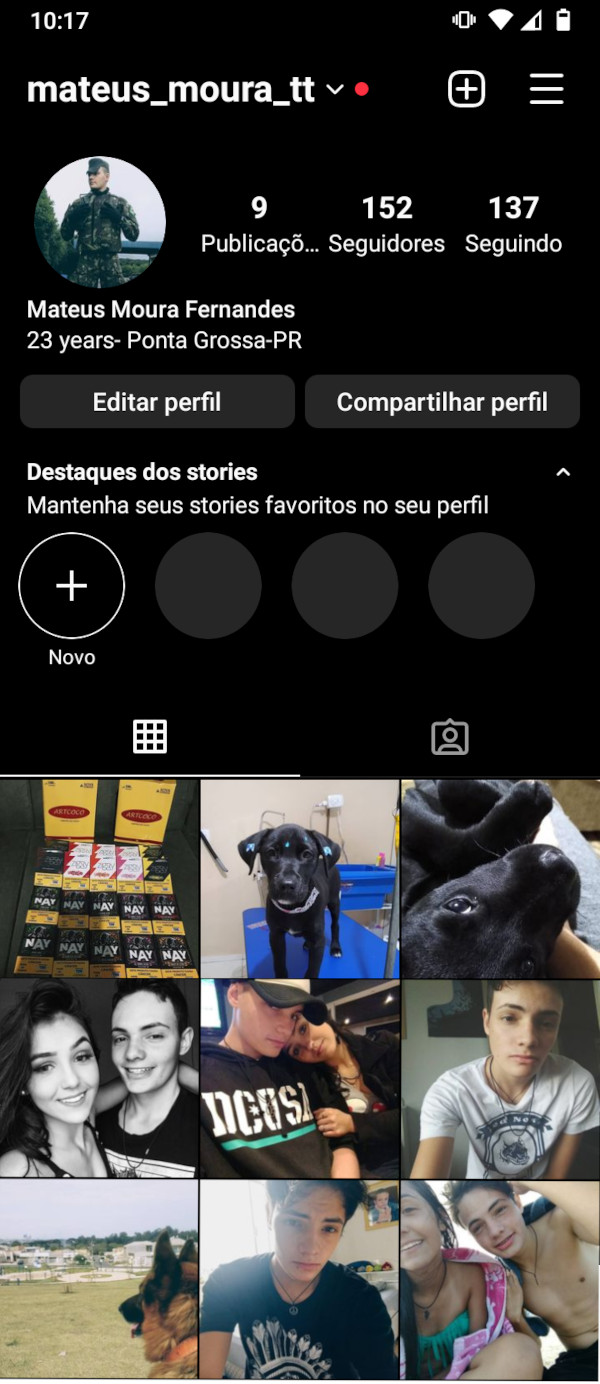 10:17
mateus_moura_tt
9 152 137
Publicaçõ... Seguidores Seguindo
Mateus Moura Fernandes
23 years- Ponta Grossa-PR
Editar perfil Compartilhar perfil
Destaques dos stories
Mantenha seus stories favoritos no seu perfil
Novo
ARTCOCO ARTCOCO
NAY NAY NAY NAY NAY
NAY NAY NAY NAY NAY
DCUSA